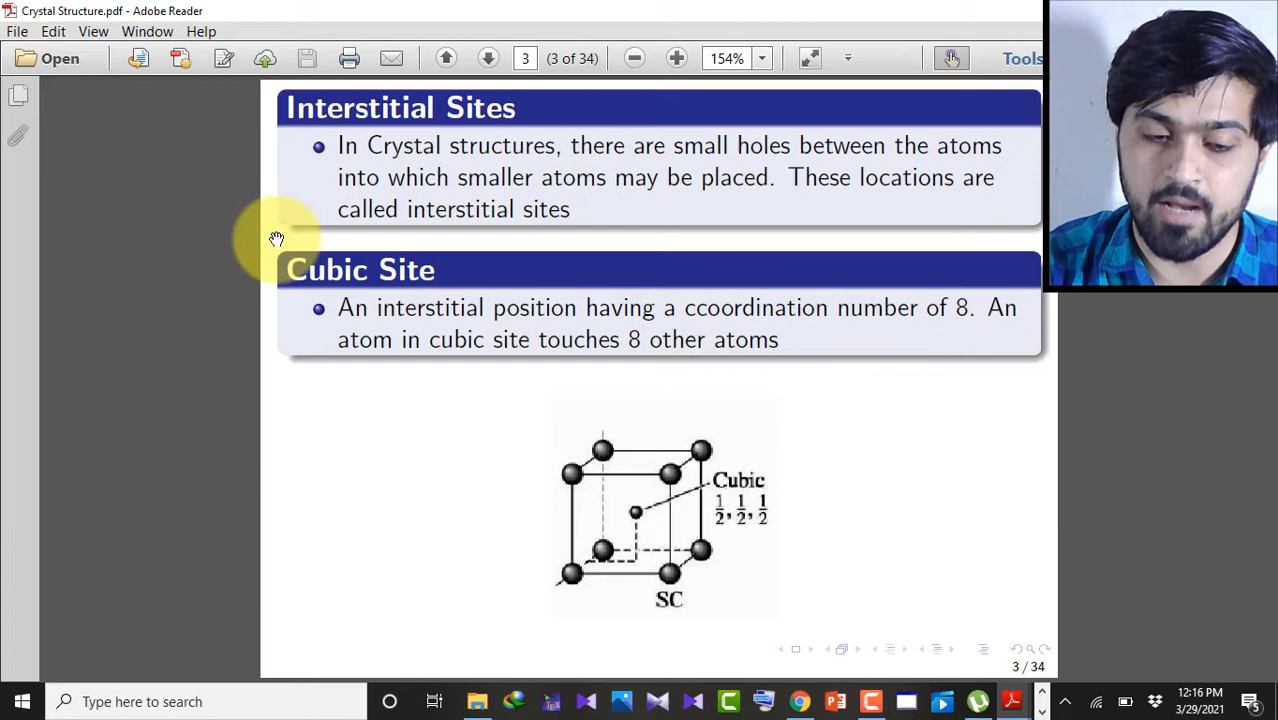 Crystal Structure.pdf - Adobe Reader
File Edit View Window Help
Open 3 (3 of 34) 154% Tools
Interstitial Sites
In Crystal structures, there are small holes between the atoms
into which smaller atoms may be placed. These locations are
called interstitial sites
Cubic Site
An interstitial position having a ccoordination number of 8. An
atom in cubic site touches 8 other atoms
Cubic
1/2, 1/2, 1/2
SC
3 / 34
Type here to search
12:16 PM
3/29/2021
5